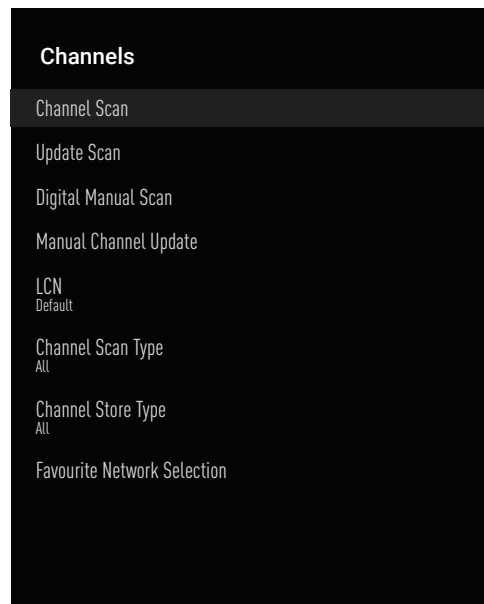 Channels
Channel Scan
Update Scan
Digital Manual Scan
Manual Channel Update
LCN
Default
Channel Scan Type
All
Channel Store Type
All
Favourite Network Selection